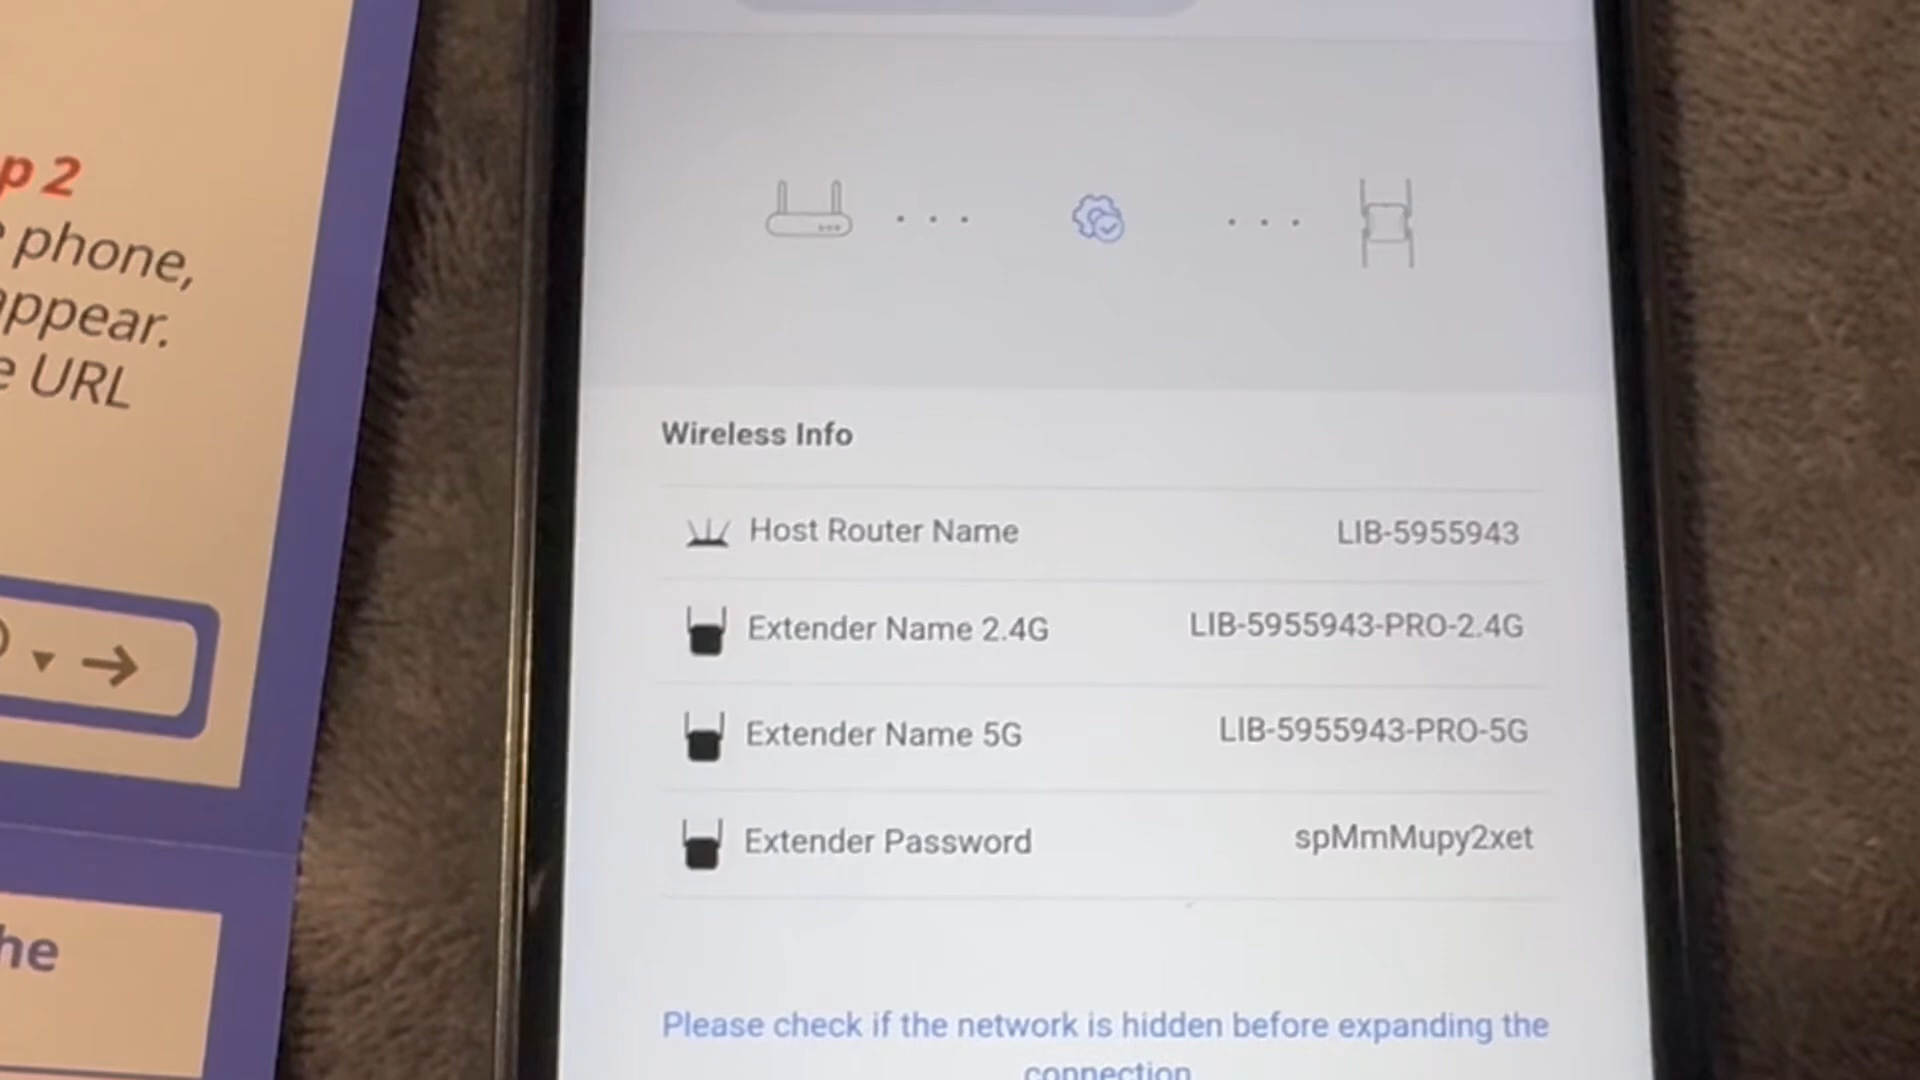 p 2
phone,
appear.
URL
he
Wireless Info
Host Router Name LIB-5955943
Extender Name 2.4G LIB-5955943-PRO-2.4G
Extender Name 5G LIB-5955943-PRO-5G
Extender Password spMmMupy2xet
Please check if the network is hidden before expanding the
connection